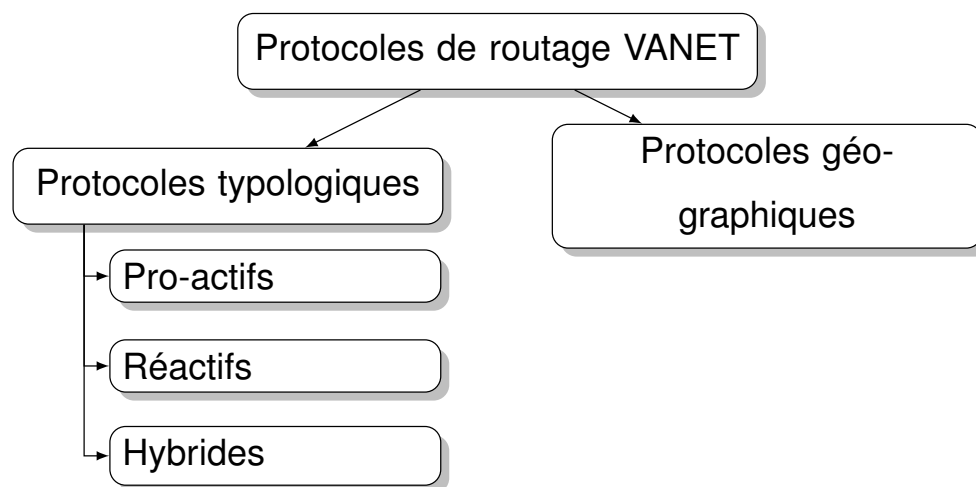 Protocoles de routage VANET
Protocoles typologiques
Protocoles géo-
graphiques
Pro-actifs
Réactifs
Hybrides